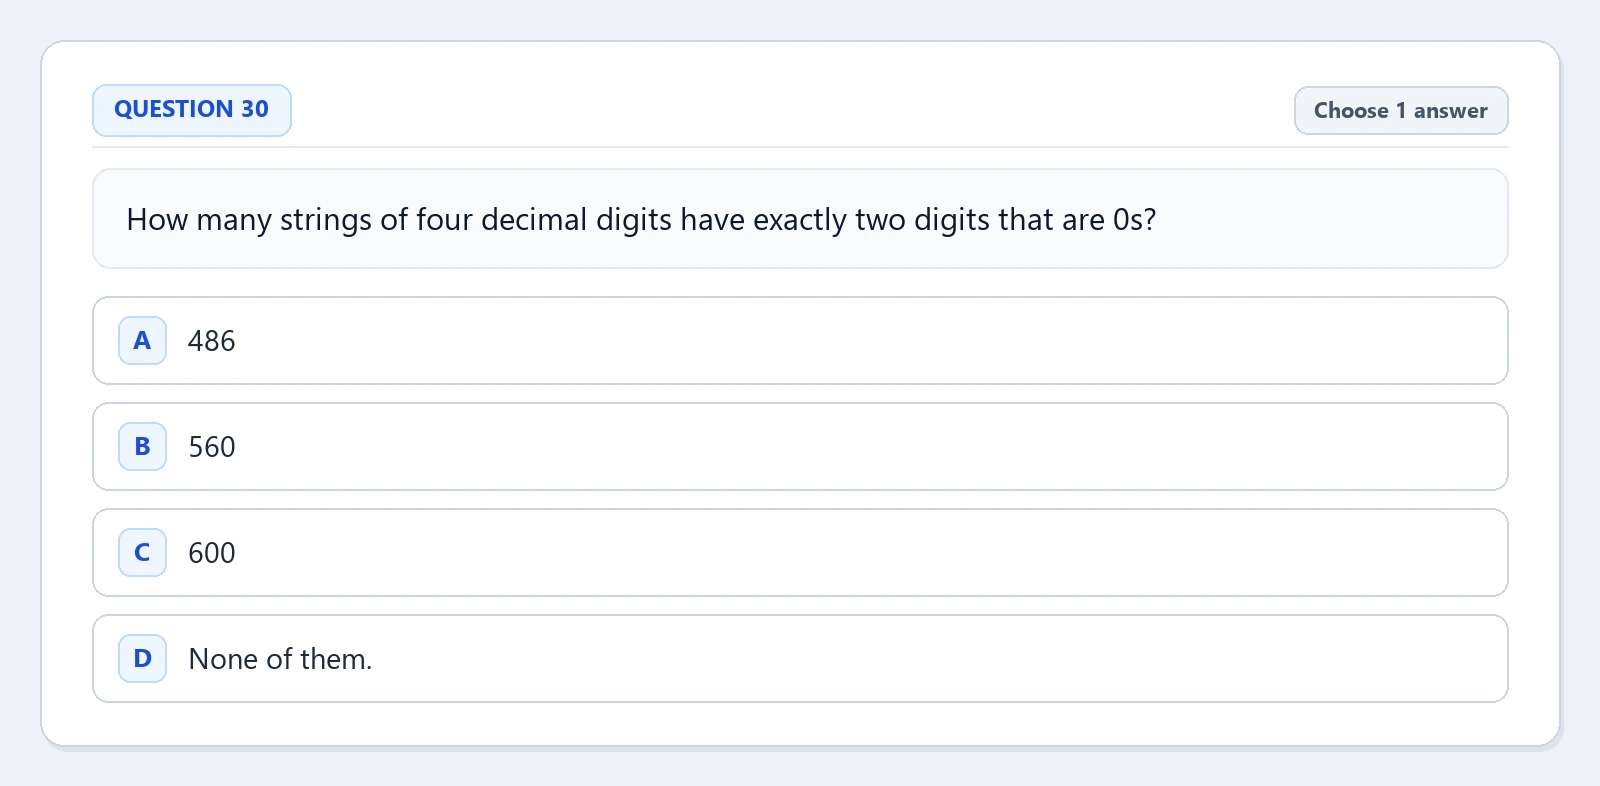 QUESTION 30
Choose 1 answer
How many strings of four decimal digits have exactly two digits that are 0s?
A 486
B 560
C 600
D None of them.